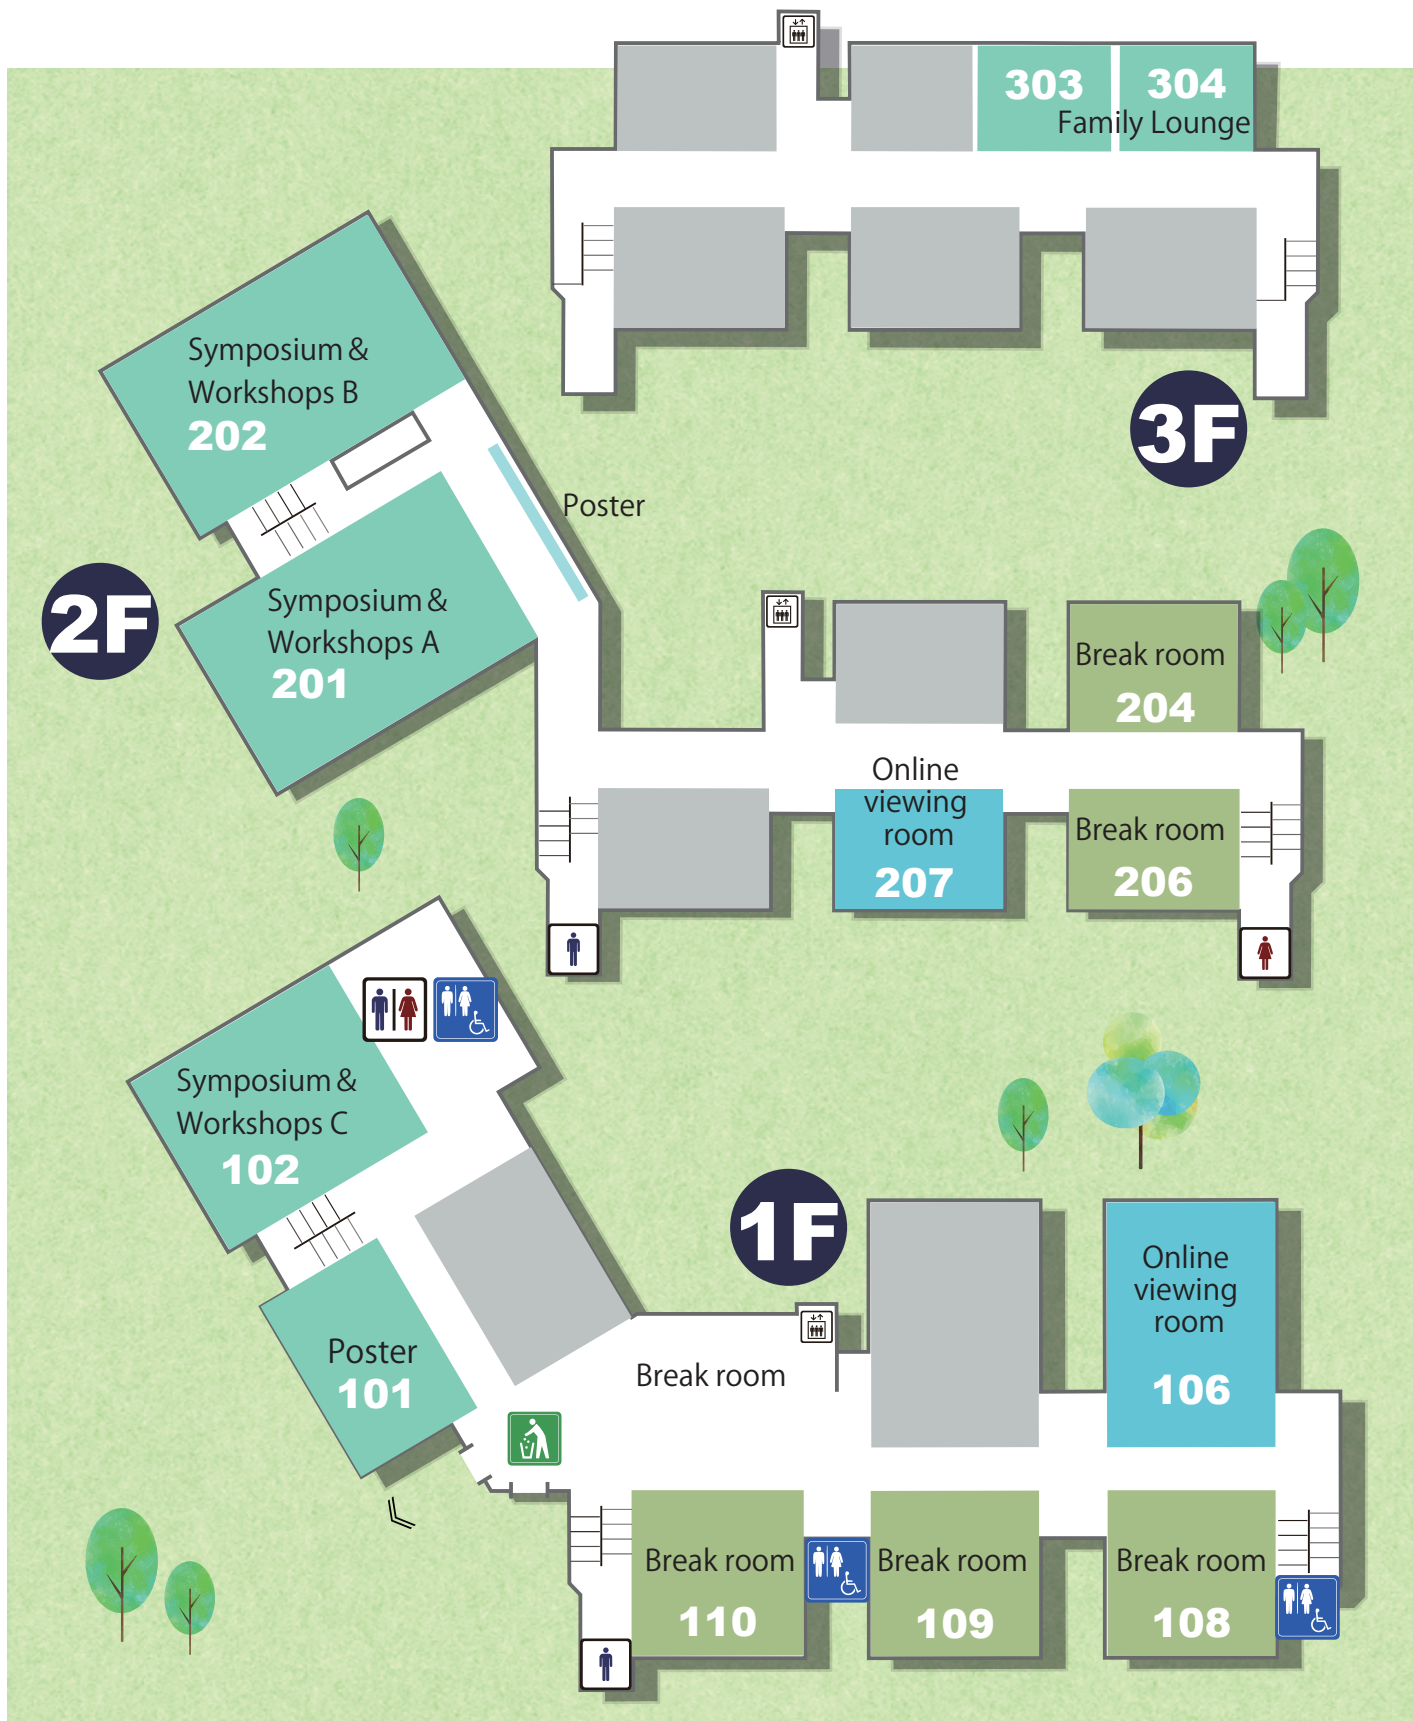 303
304
Family Lounge
3F
Symposium &
Workshops B
202
Poster
2F
Symposium &
Workshops A
201
Break room
204
Online
viewing
room
207
Break room
206
Symposium &
Workshops C
102
1F
Poster
101
Break room
Online
viewing
room
106
Break room
110
Break room
109
Break room
108